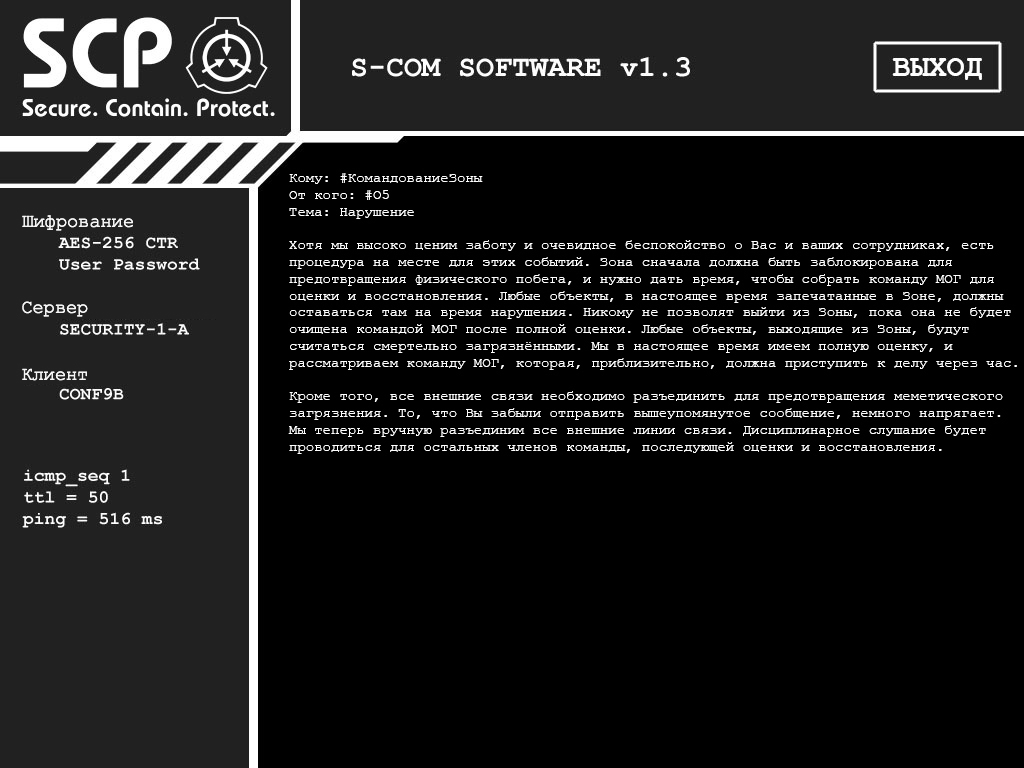 SCP
Secure. Contain. Protect.
S-COM SOFTWARE v1.3
ВЫХОД
Шифрование
AES-256 CTR
User Password
Сервер
SECURITY-1-A
Клиент
CONF9B
icmp_seq 1
ttl = 50
ping = 516 ms
Кому: #КомандованиеЗоны
От кого: #O5
Тема: Нарушение
Хотя мы высоко ценим заботу и очевидное беспокойство о Вас и ваших сотрудниках, есть
процедура на месте для этих событий. Зона сначала должна быть заблокирована для
предотвращения физического побега, и нужно дать время, чтобы собрать команду МОГ для
оценки и восстановления. Любые объекты, в настоящее время запечатанные в Зоне, должны
оставаться там на время нарушения. Никому не позволят выйти из Зоны, пока она не будет
очищена командой МОГ после полной оценки. Любые объекты, выходящие из Зоны, будут
считаться смертельно загрязнёнными. Мы в настоящее время имеем полную оценку, и
рассматриваем команду МОГ, которая, приблизительно, должна приступить к делу через час.
Кроме того, все внешние связи необходимо разъединить для предотвращения меметического
загрязнения. То, что Вы забыли отправить вышеупомянутое сообщение, немного напрягает.
Мы теперь вручную разъединим все внешние линии связи. Дисциплинарное слушание будет
проводиться для остальных членов команды, последующей оценки и восстановления.